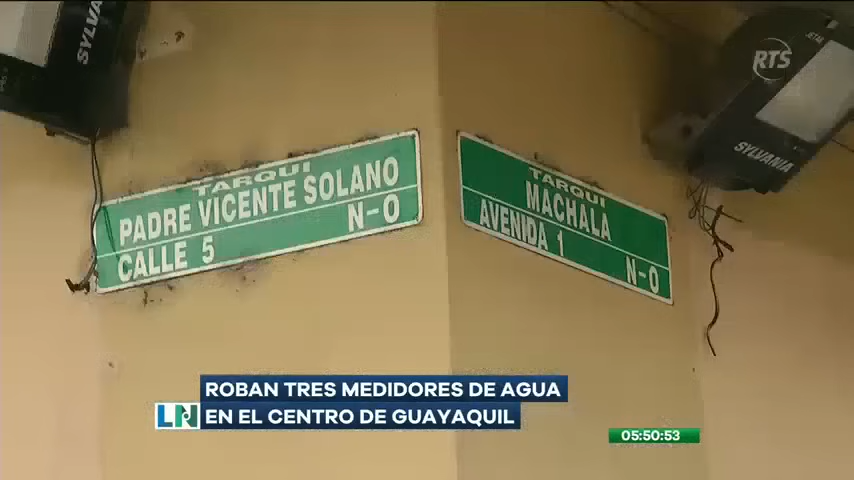 SYLVANIA
RTS
JETA
SYLVANIA
TARQUI
PADRE VICENTE SOLANO
CALLE 5 N-O
TARQUI
MACHALA
AVENIDA 1 N-O
ROBAN TRES MEDIDORES DE AGUA
LN EN EL CENTRO DE GUAYAQUIL
05:50:53